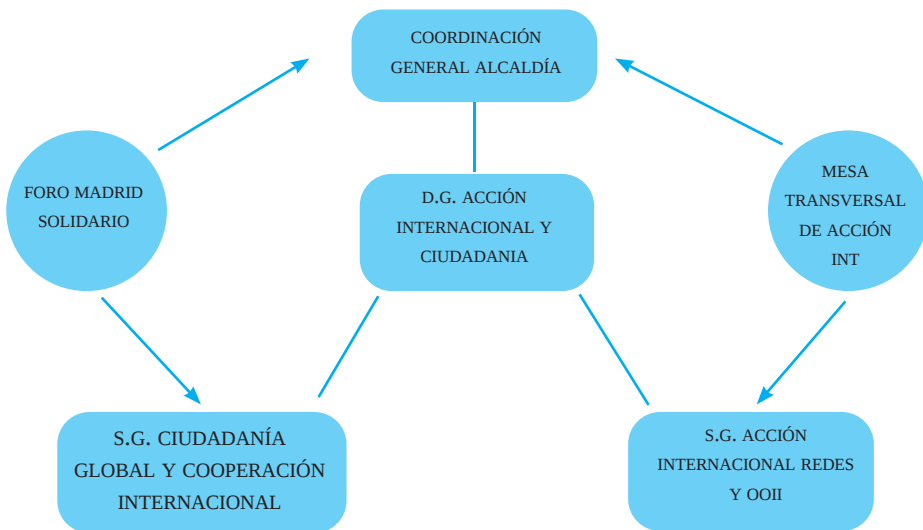 COORDINACIÓN
GENERAL ALCALDÍA
FORO MADRID
SOLIDARIO
D.G. ACCIÓN
INTERNACIONAL Y
CIUDADANIA
MESA
TRANSVERSAL
DE ACCIÓN
INT
S.G. CIUDADANÍA
GLOBAL Y COOPERACIÓN
INTERNACIONAL
S.G. ACCIÓN
INTERNACIONAL REDES
Y OOII